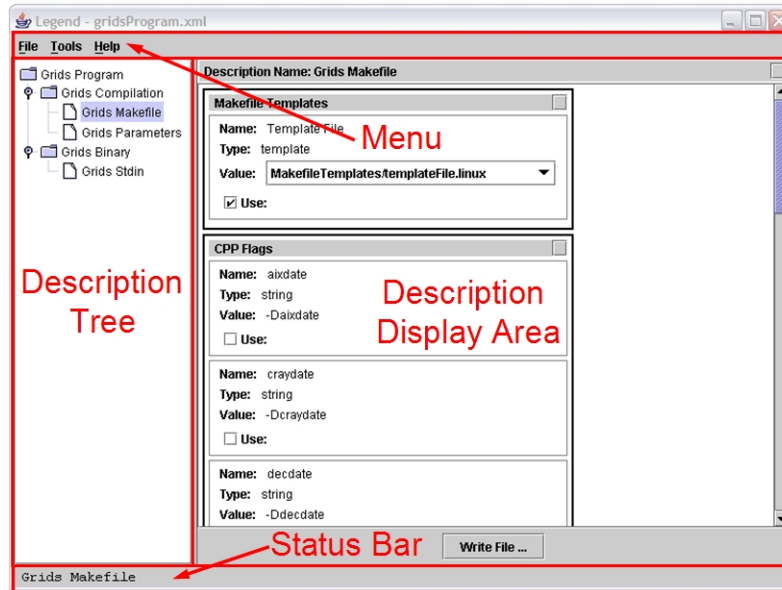 Legend - gridsProgram.xml
File Tools Help
Grids Program
Grids Compilation
Grids Makefile
Grids Parameters
Grids Binary
Grids Stdin
Description Tree
Description Name: Grids Makefile
Makefile Templates
Name: Template File
Type: template
Value: MakefileTemplates/templateFile.linux
Use:
Menu
CPP Flags
Name: aixdate
Type: string
Value: -Daixdate
Use:
Description Display Area
Name: craydate
Type: string
Value: -Dcraydate
Use:
Name: decdate
Type: string
Value: -Ddecdate
Status Bar
Write File ...
Grids Makefile